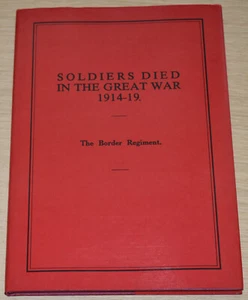 SOLDIERS DIED
IN THE GREAT WAR
1914-19.
The Border Regiment.